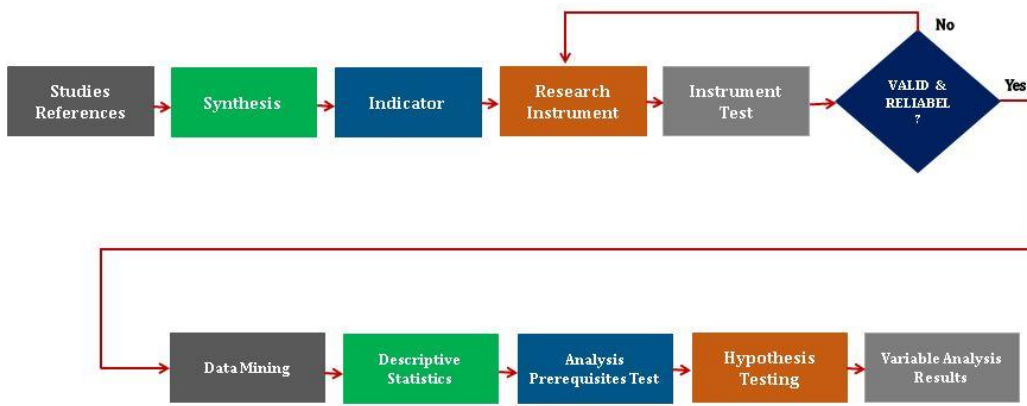 No
Studies
References
Synthesis
Indicator
Research
Instrument
Instrument
Test
VALID & 
RELIABEL
?
Yes
Data Mining
Descriptive
Statistics
Analysis
Prerequisites Test
Hypothesis
Testing
Variable Analysis
Results